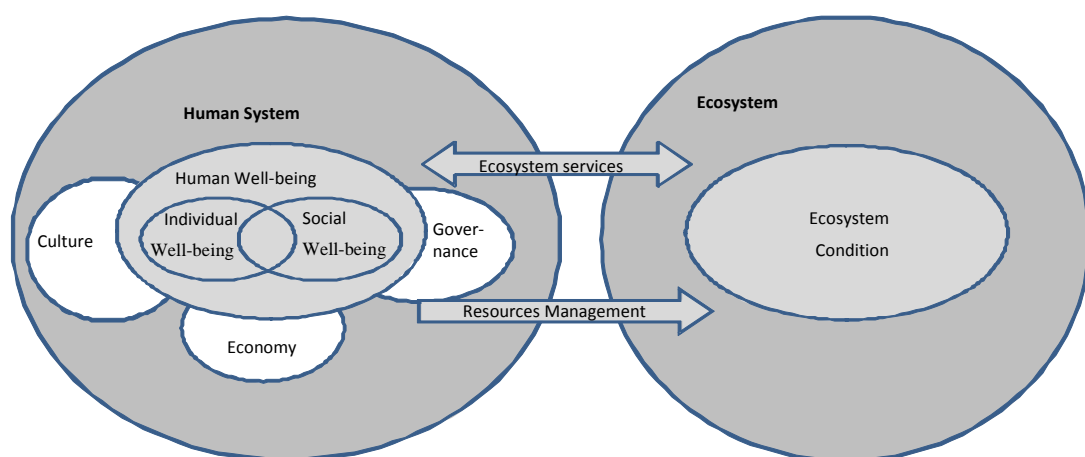 Human System
Ecosystem
Ecosystem services
Human Well-being
Individual
Well-being
Social
Well-being
Culture
Gover-
nance
Ecosystem
Condition
Resources Management
Economy